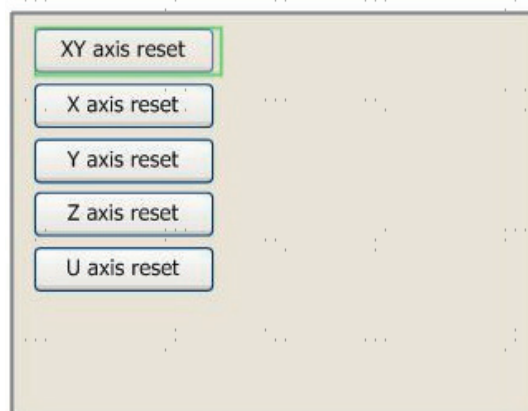 XY axis reset
X axis reset
Y axis reset
Z axis reset
U axis reset